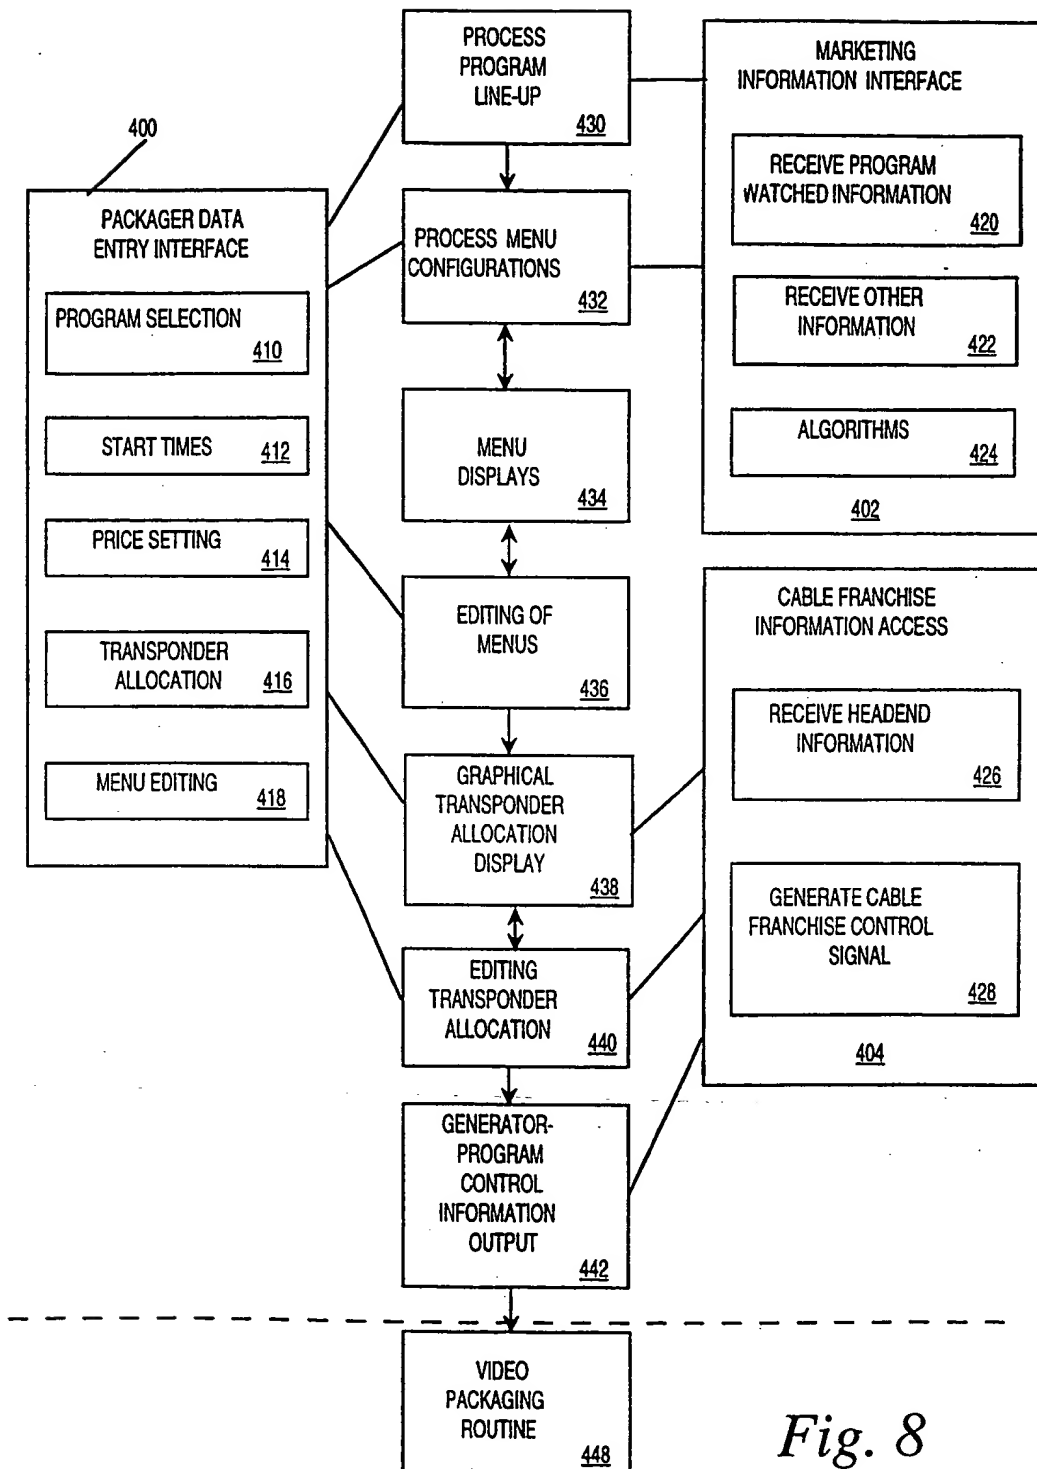 PROCESS
PROGRAM
LINE-UP
430
MARKETING
INFORMATION INTERFACE
RECEIVE PROGRAM
WATCHED INFORMATION
420
RECEIVE OTHER
INFORMATION
422
ALGORITHMS
424
402
400
PACKAGER DATA
ENTRY INTERFACE
PROGRAM SELECTION
410
START TIMES 412
PRICE SETTING 414
TRANSPONDER
ALLOCATION 416
MENU EDITING 418
PROCESS MENU
CONFIGURATIONS
432
MENU
DISPLAYS
434
EDITING OF
MENUS
436
GRAPHICAL
TRANSPONDER
ALLOCATION
DISPLAY
438
EDITING
TRANSPONDER
ALLOCATION
440
GENERATOR-
PROGRAM
CONTROL
INFORMATION
OUTPUT
442
CABLE FRANCHISE
INFORMATION ACCESS
RECEIVE HEADEND
INFORMATION
426
GENERATE CABLE
FRANCHISE CONTROL
SIGNAL
428
404
VIDEO
PACKAGING
ROUTINE
448
Fig. 8